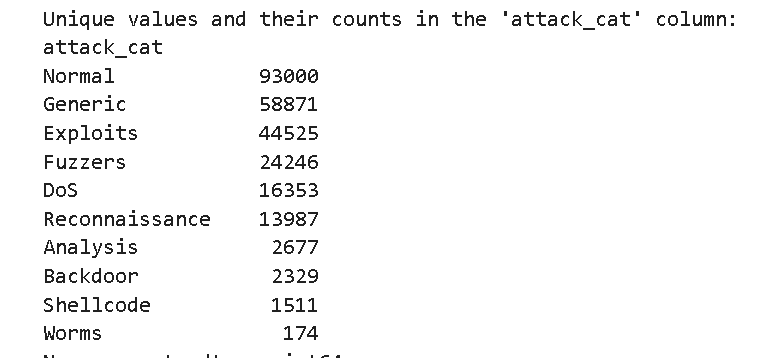 Unique values and their counts in the 'attack_cat' column:
attack_cat
Normal 93000
Generic 58871
Exploits 44525
Fuzzers 24246
DoS 16353
Reconnaissance 13987
Analysis 2677
Backdoor 2329
Shellcode 1511
Worms 174